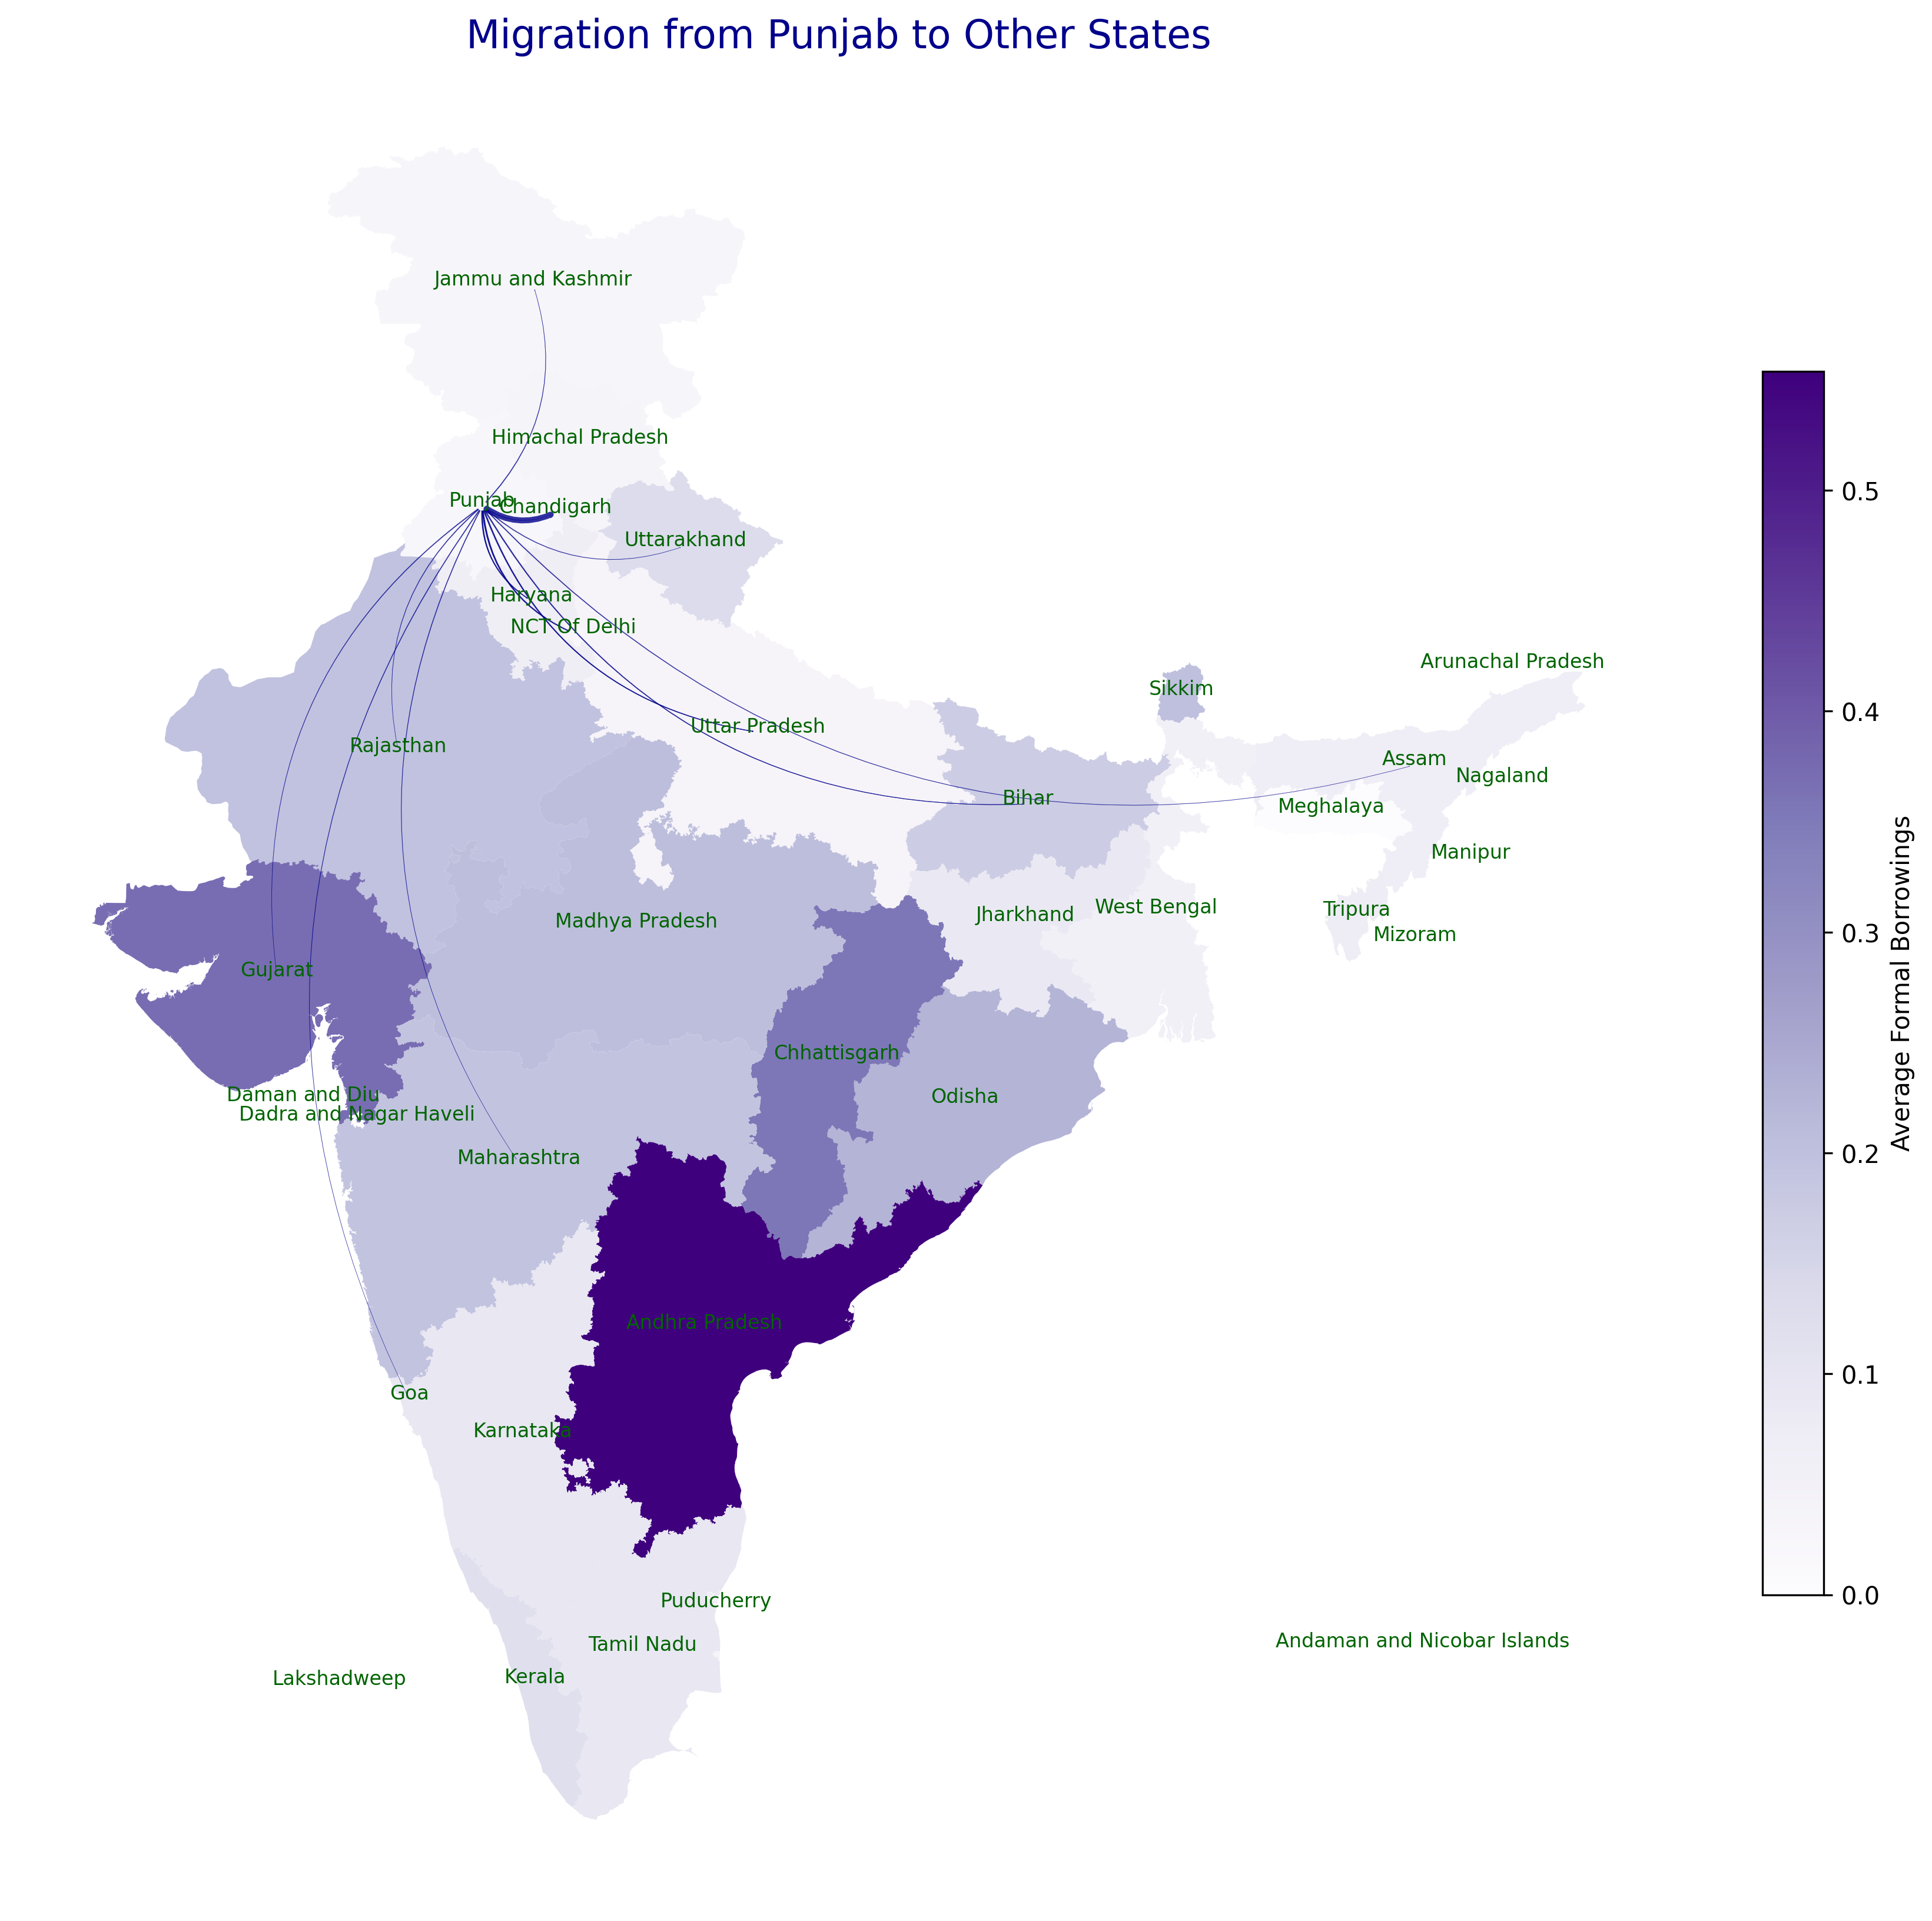 Migration from Punjab to Other States
Jammu and Kashmir
Himachal Pradesh
Punjab
Chandigarh
Uttarakhand
Haryana
NCT Of Delhi
Arunachal Pradesh
Sikkim
Uttar Pradesh
Rajasthan
Assam
Nagaland
Bihar
Meghalaya
Manipur
Madhya Pradesh
Jharkhand
West Bengal
Tripura
Mizoram
Gujarat
Chhattisgarh
Odisha
Daman and Diu
Dadra and Nagar Haveli
Maharashtra
Andhra Pradesh
Goa
Karnataka
Puducherry
Tamil Nadu
Andaman and Nicobar Islands
Lakshadweep
Kerala
0.5
0.4
0.3
0.2
0.1
0.0
Average Formal Borrowings